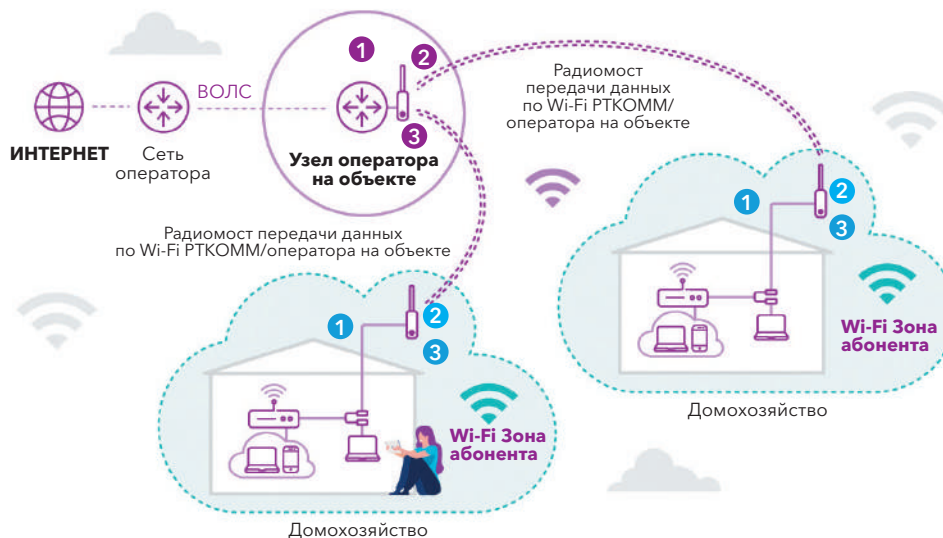 1
2
3
ВОЛС
ИНТЕРНЕТ
Сеть
оператора
Узел оператора
на объекте
Радиомост
передачи данных
по Wi-Fi РТКОММ/
оператора на объекте
Радиомост передачи данных
по Wi-Fi РТКОММ/оператора на объекте
1
2
3
Wi-Fi Зона
абонента
Домохозяйство
1
2
3
Wi-Fi Зона
абонента
Домохозяйство